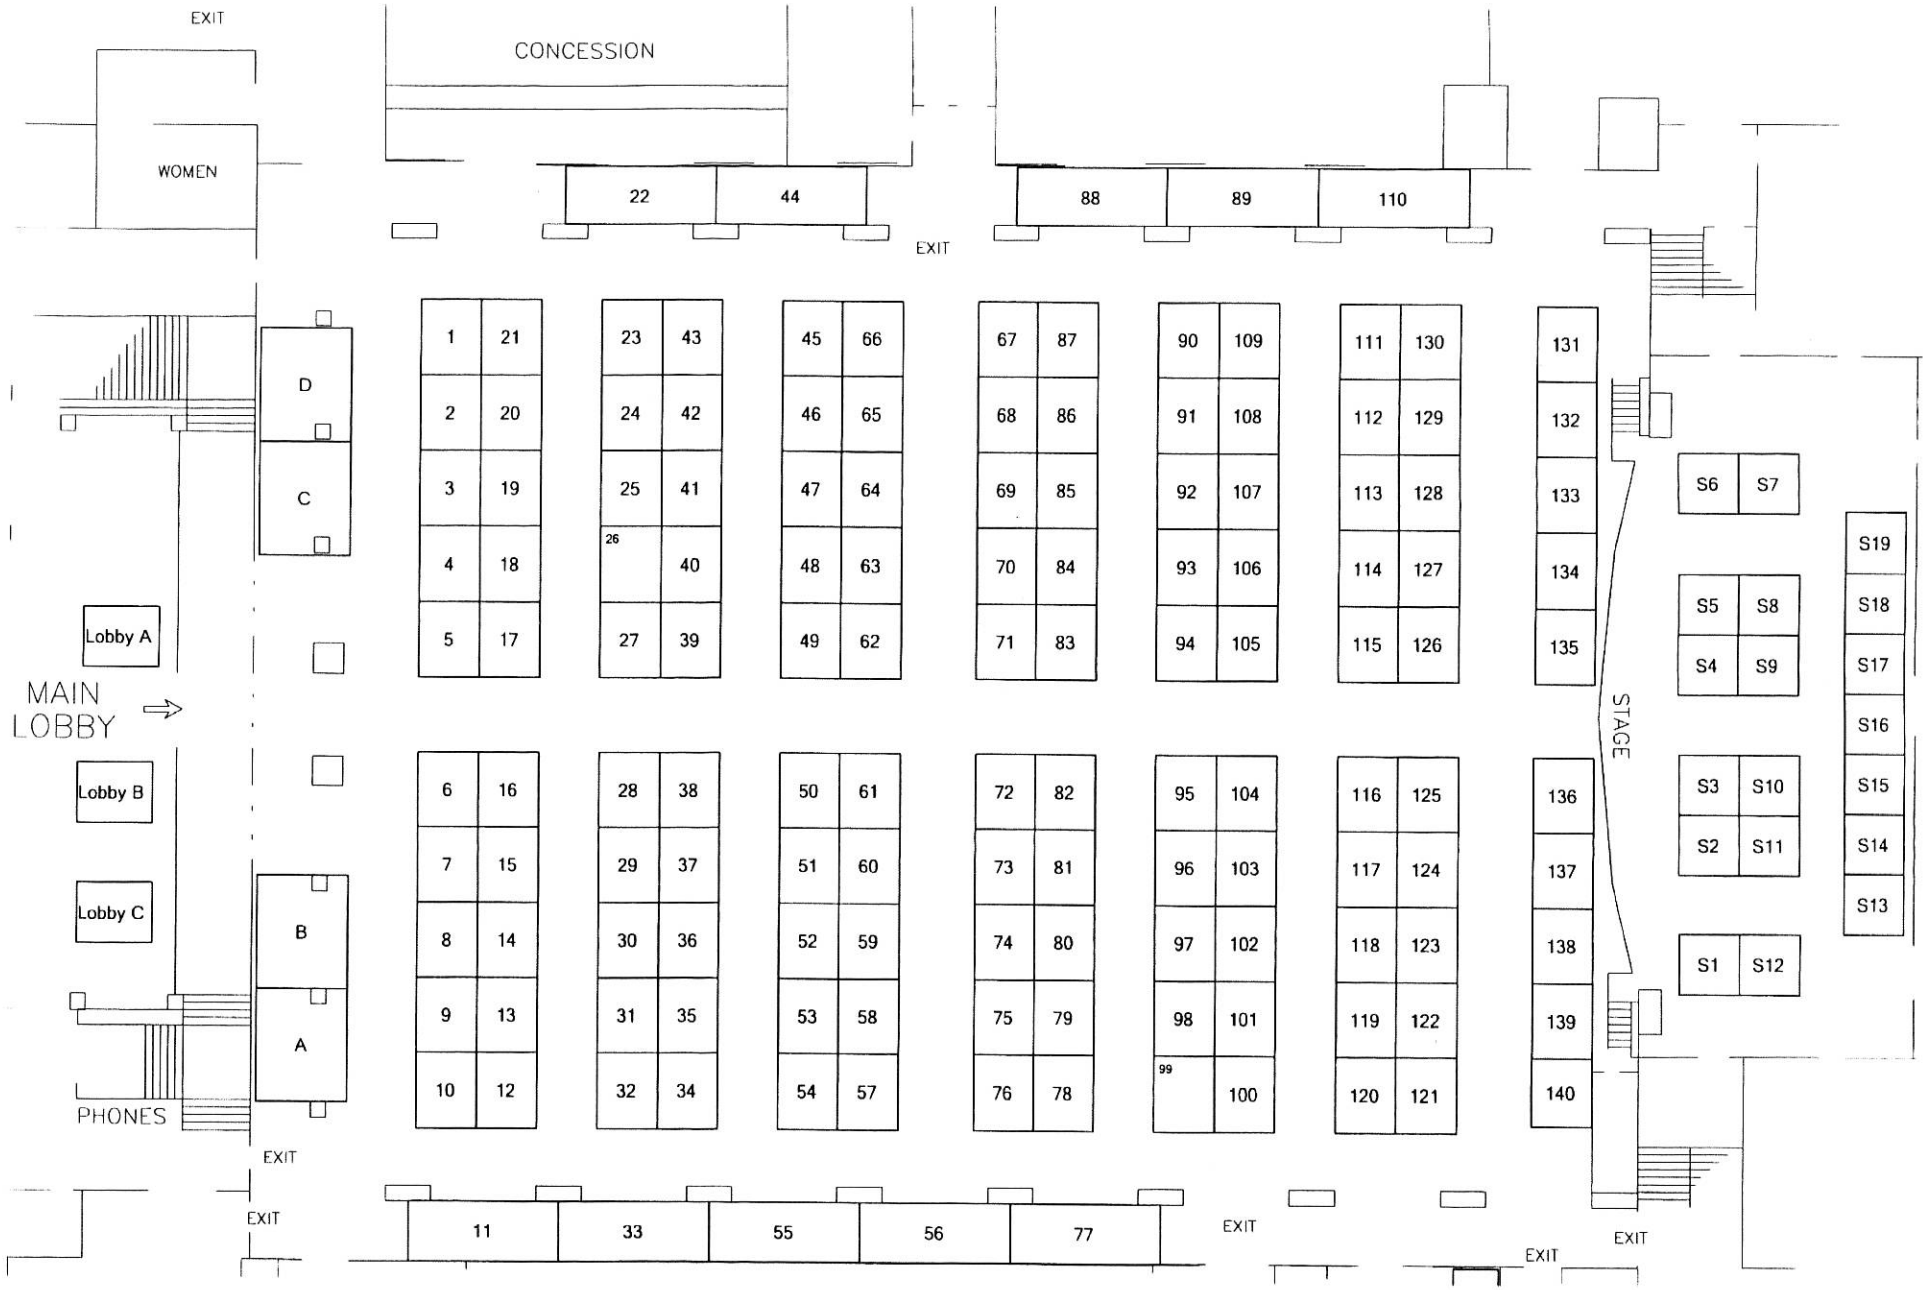 EXIT
CONCESSION
WOMEN
22 44 88 89 110
EXIT
1 21 23 43 45 66 67 87 90 109 111 130 131
D
2 20 24 42 46 65 68 86 91 108 112 129 132
C
3 19 25 41 47 64 69 85 92 107 113 128 133
S6 S7
4 18 26 40 48 63 70 84 93 106 114 127 134
S19
S5 S8 S18
Lobby A
5 17 27 39 49 62 71 83 94 105 115 126 135
S4 S9 S17
MAIN
LOBBY
STAGE
S16
Lobby B
6 16 28 38 50 61 72 82 95 104 116 125 136
S3 S10 S15
7 15 29 37 51 60 73 81 96 103 117 124 137
S2 S11 S14
Lobby C
S13
B
8 14 30 36 52 59 74 80 97 102 118 123 138
S1 S12
9 13 31 35 53 58 75 79 98 101 119 122 139
A
10 12 32 34 54 57 76 78 99 100 120 121 140
PHONES
EXIT
EXIT
11 33 55 56 77
EXIT
EXIT
EXIT